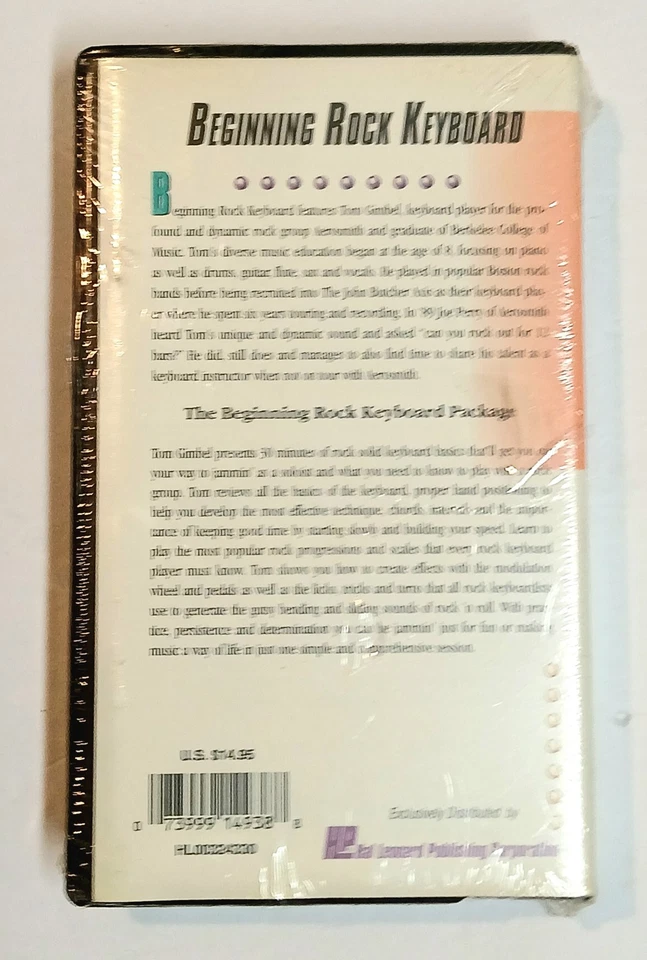 BEGINNING ROCK KEYBOARD
Beginning Rock Keyboard features Tom Gimbel, keyboard player for the pro-
found and dynamic rock group Aerosmith and graduate of Berkelee College of
Music. Tom's diverse music education began at the age of 8, focusing on piano
as well as drums, guitar, flute, sax and vocals. He played in popular Boston rock
bands before being recruited into The John Butcher Axis as their keyboard play-
er where he spent six years touring and recording. In '89 Joe Perry of Aerosmith
heard Tom's unique and dynamic sound and asked "can you rock out for 12
bars?" He did, still does and manages to also find time to share his talent as a
keyboard instructor when not on tour with Aerosmith.
The Beginning Rock Keyboard Package
Tom Gimbel presents 30 minutes of rock solid keyboard basics that'll get you on
your way to jammin' as a soloist and what you need to know to play with a rock
group. Tom reviews all the basics of the keyboard, proper hand positioning to
help you develop the most effective technique, chords, and the impor-
tance of keeping good time by starting slowly and building your speed. Learn to
play the most popular rock progressions and scales that every rock keyboard
player must know. Tom shows you how to create effects with the modulation
wheel and pedals as well as the licks, tricks and turns that all rock keyboardists
use to generate the gutsy bending and sliding sounds of rock 'n roll. With prac-
tice, persistence and determination you can be jammin' just for fun or making
music a way of life in just one simple and comprehensive session.
U.S. $14.95
0 73999 14938 8
HL00324230
Exclusively Distributed by
Hal Leonard Publishing Corporation